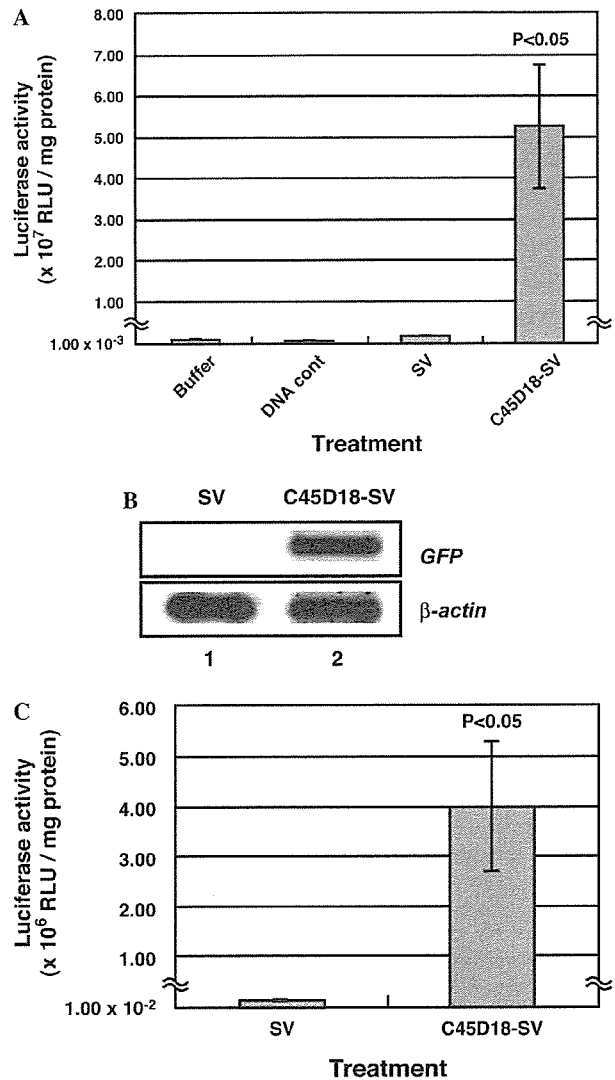 A
8.00
7.00
6.00
5.00
4.00
3.00
2.00
1.00
1.00 x 10⁻³
Luciferase activity
(x 10⁷ RLU / mg protein)
P<0.05
Buffer
DNA cont
SV
C45D18-SV
Treatment
B
SV C45D18-SV
GFP
β-actin
1 2
C
6.00
5.00
4.00
3.00
2.00
1.00
1.00 x 10⁻²
Luciferase activity
(x 10⁶ RLU / mg protein)
P<0.05
SV C45D18-SV
Treatment